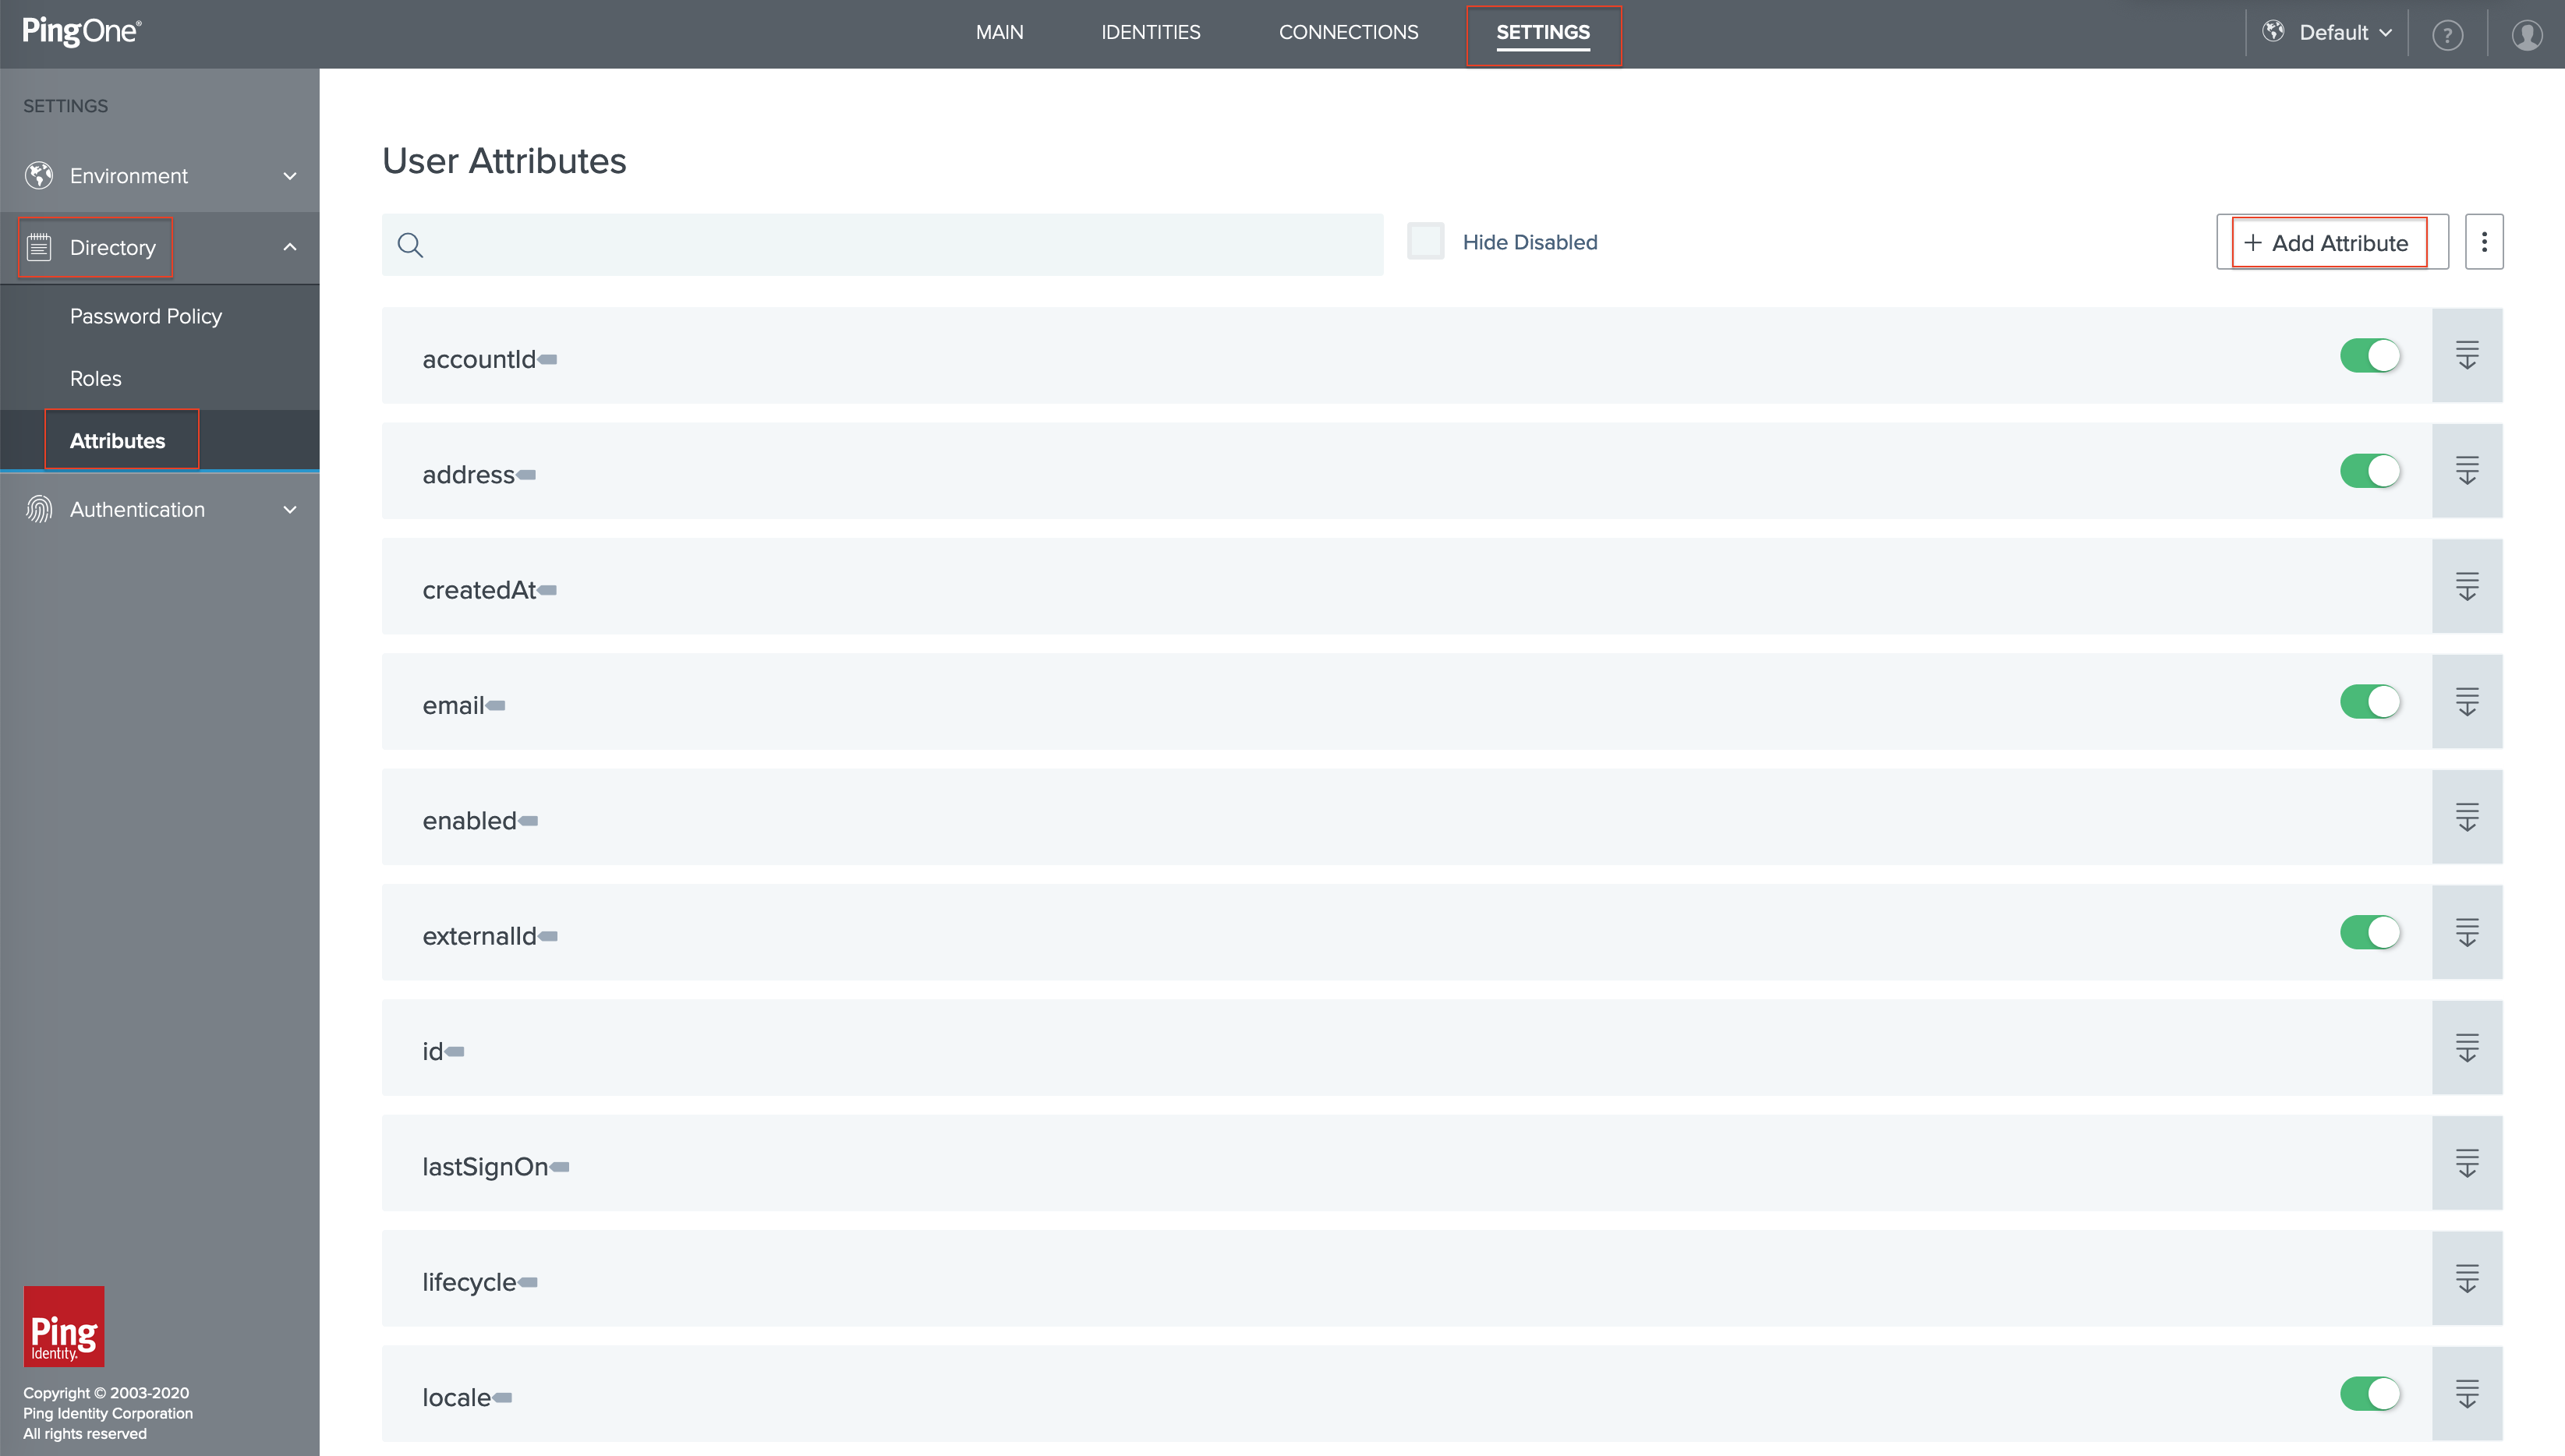 PingOne®
MAIN
IDENTITIES
CONNECTIONS
SETTINGS
Default
?
SETTINGS
Environment
Directory
Password Policy
Roles
Attributes
Authentication
Ping
Identity.
Copyright © 2003-2020
Ping Identity Corporation
All rights reserved
User Attributes
Hide Disabled
+ Add Attribute
accountId
address
createdAt
email
enabled
externalId
id
lastSignOn
lifecycle
locale